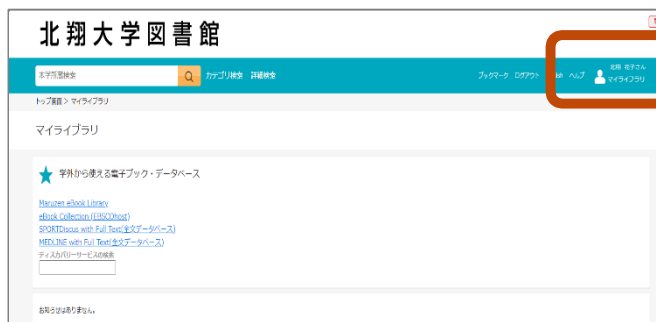 北翔大学図書館
本学所蔵検索 カテゴリ検索 詳細検索 ブックマーク ログアウト ヘルプ 北翔 花子さん マイライブラリ
トップ画面 > マイライブラリ
マイライブラリ
学外から使える電子ブック・データベース
Maruzen eBook Library
eBook Collection (EBSCOhost)
SPORTDiscus with Full Text(全文データベース)
MEDLINE with Full Text(全文データベース)
ディスカバリーサービスの検索
お知らせはありません。